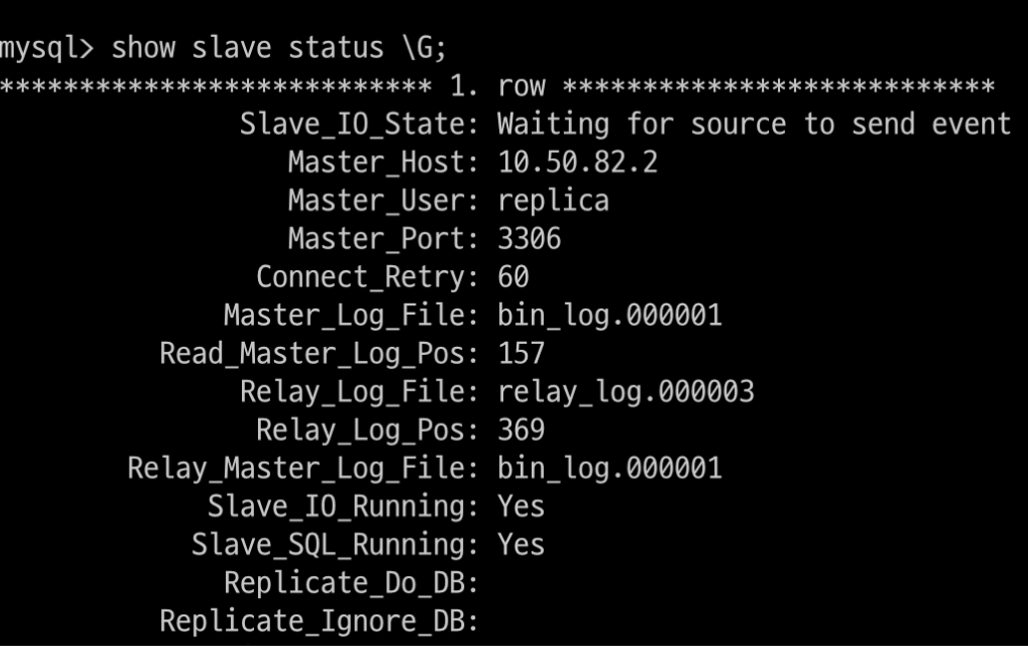 mysql> show slave status \G;
*************************** 1. row ***************************
Slave_IO_State: Waiting for source to send event
Master_Host: 10.50.82.2
Master_User: replica
Master_Port: 3306
Connect_Retry: 60
Master_Log_File: bin_log.000001
Read_Master_Log_Pos: 157
Relay_Log_File: relay_log.000003
Relay_Log_Pos: 369
Relay_Master_Log_File: bin_log.000001
Slave_IO_Running: Yes
Slave_SQL_Running: Yes
Replicate_Do_DB:
Replicate_Ignore_DB: